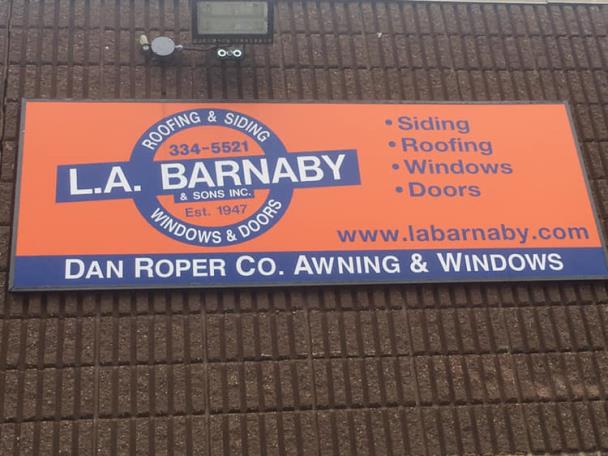 ROOFING & SIDING
334-5521
L.A. BARNABY
& SONS INC.
Est. 1947
WINDOWS & DOORS
• Siding
• Roofing
• Windows
• Doors
www.labarnaby.com
DAN ROPER CO. AWNING & WINDOWS